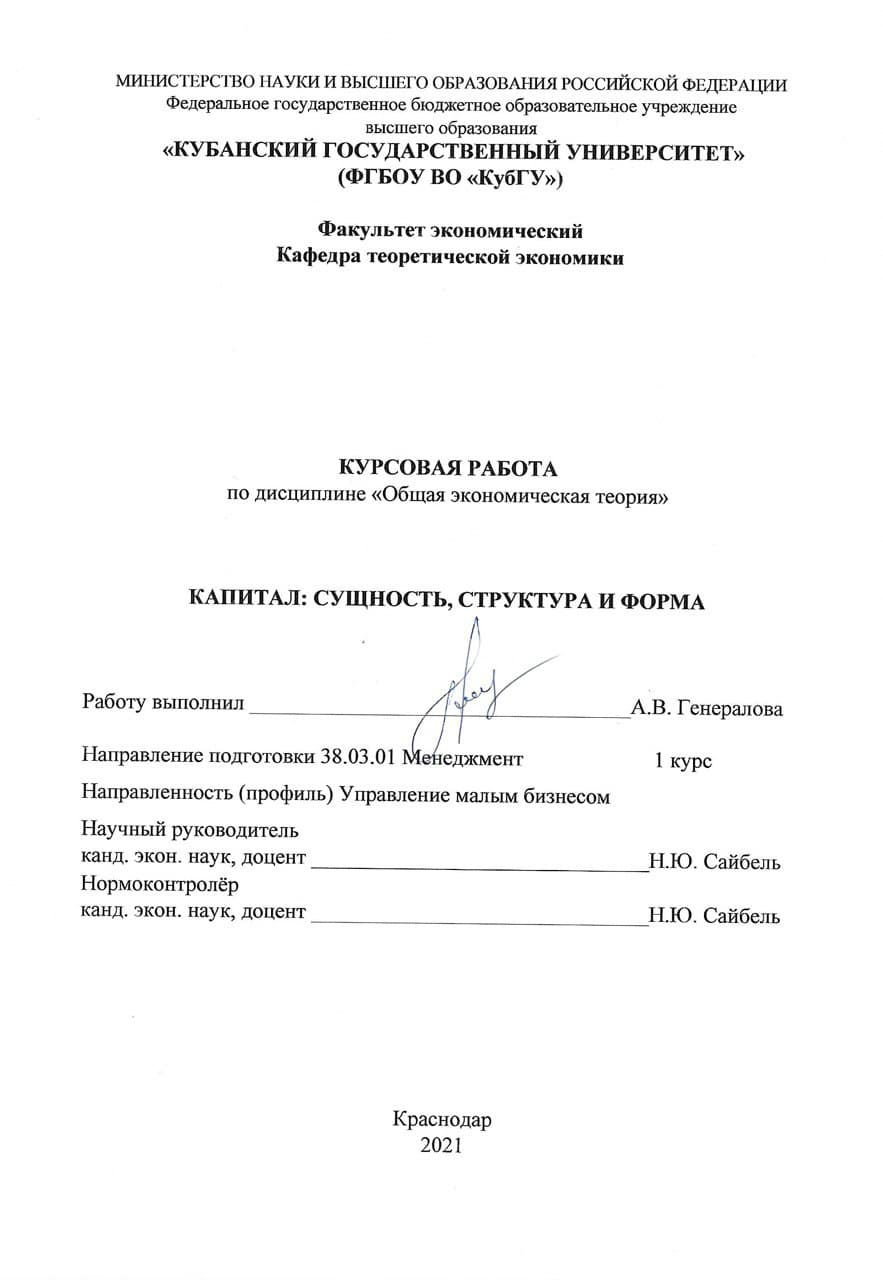 МИНИСТЕРСТВО НАУКИ И ВЫСШЕГО ОБРАЗОВАНИЯ РОССИЙСКОЙ ФЕДЕРАЦИИ
Федеральное государственное бюджетное образовательное учреждение
высшего образования
«КУБАНСКИЙ ГОСУДАРСТВЕННЫЙ УНИВЕРСИТЕТ»
(ФГБОУ ВО «КубГУ»)
Факультет экономический
Кафедра теоретической экономики
КУРСОВАЯ РАБОТА
по дисциплине «Общая экономическая теория»
КАПИТАЛ: СУЩНОСТЬ, СТРУКТУРА И ФОРМА
Работу выполнил А.В. Генералова
Направление подготовки 38.03.01 Менеджмент 1 курс
Направленность (профиль) Управление малым бизнесом
Научный руководитель
канд. экон. наук, доцент Н.Ю. Сайбель
Нормоконтролёр
канд. экон. наук, доцент Н.Ю. Сайбель
Краснодар
2021